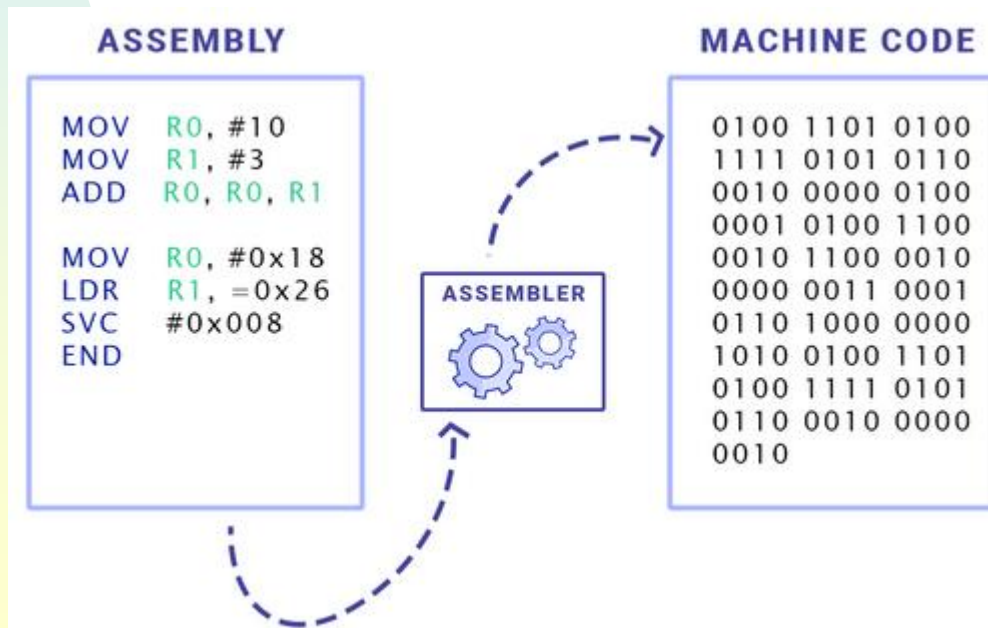 ASSEMBLY
MOV R0, #10
MOV R1, #3
ADD R0, R0, R1
MOV R0, #0x18
LDR R1, =0x26
SVC #0x008
END
ASSEMBLER
MACHINE CODE
0100 1101 0100
1111 0101 0110
0010 0000 0100
0001 0100 1100
0010 1100 0010
0000 0011 0001
0110 1000 0000
1010 0100 1101
0100 1111 0101
0110 0010 0000
0010